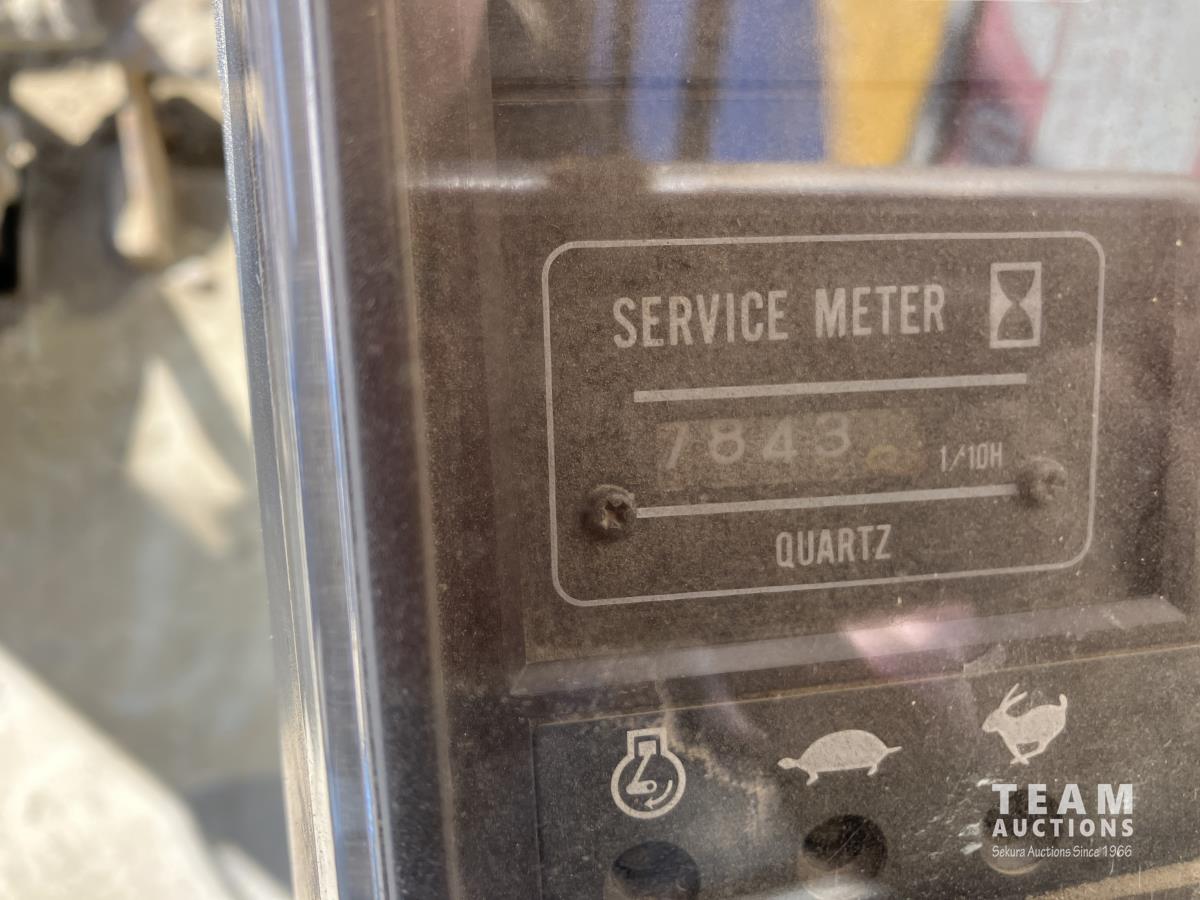 SERVICE METER
7843
1/10H
QUARTZ
TEAM
AUCTIONS
Sekura Auctions Since 1966